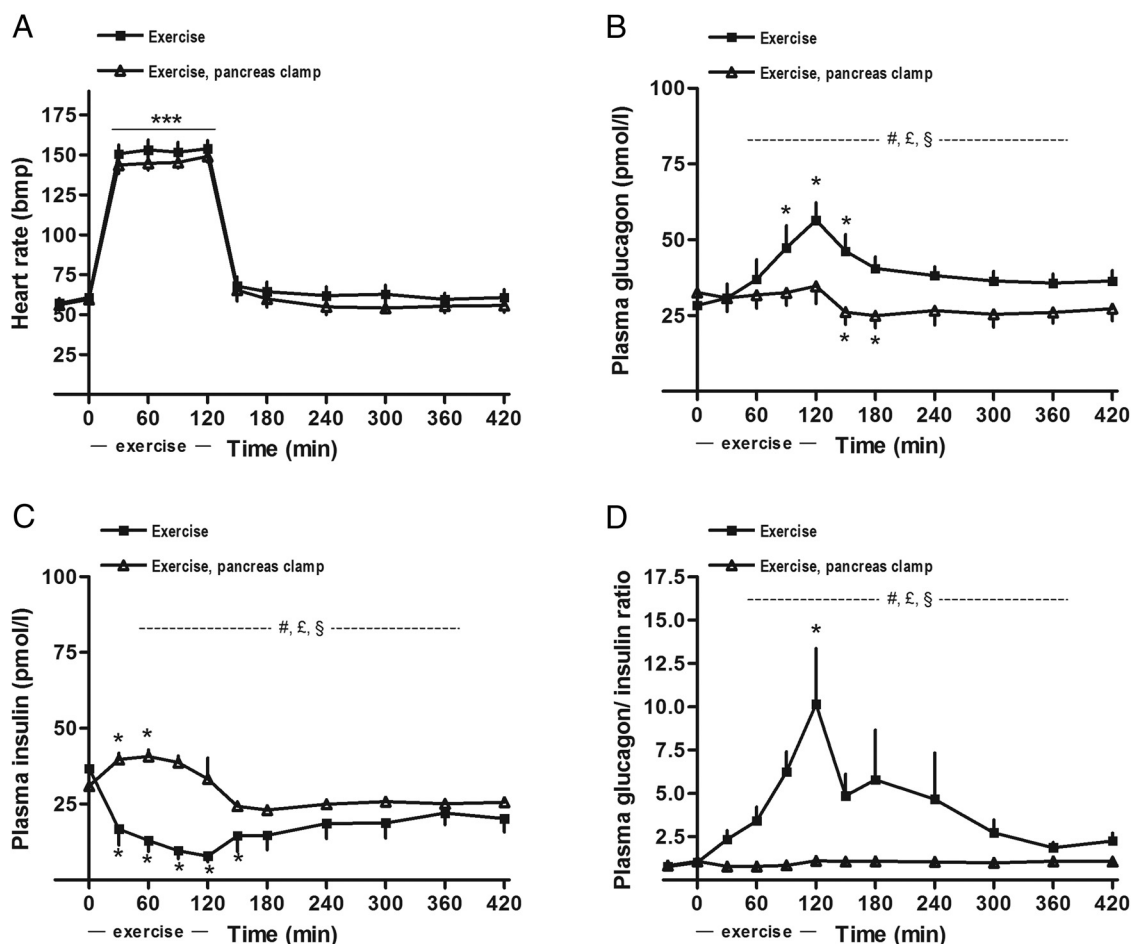 A
Exercise
Exercise, pancreas clamp
***
Heart rate (bmp)
175
150
125
100
75
50
25
0 60 120 180 240 300 360 420
— exercise — Time (min)
B
Exercise
Exercise, pancreas clamp
Plasma glucagon (pmol/l)
100
75
50
25
#, £, §
* * *
* *
0 60 120 180 240 300 360 420
— exercise — Time (min)
C
Exercise
Exercise, pancreas clamp
Plasma insulin (pmol/l)
100
75
50
25
#, £, §
* *
* * * * *
0 60 120 180 240 300 360 420
— exercise — Time (min)
D
Exercise
Exercise, pancreas clamp
Plasma glucagon/ insulin ratio
17.5
15.0
12.5
10.0
7.5
5.0
2.5
#, £, §
*
0 60 120 180 240 300 360 420
— exercise — Time (min)